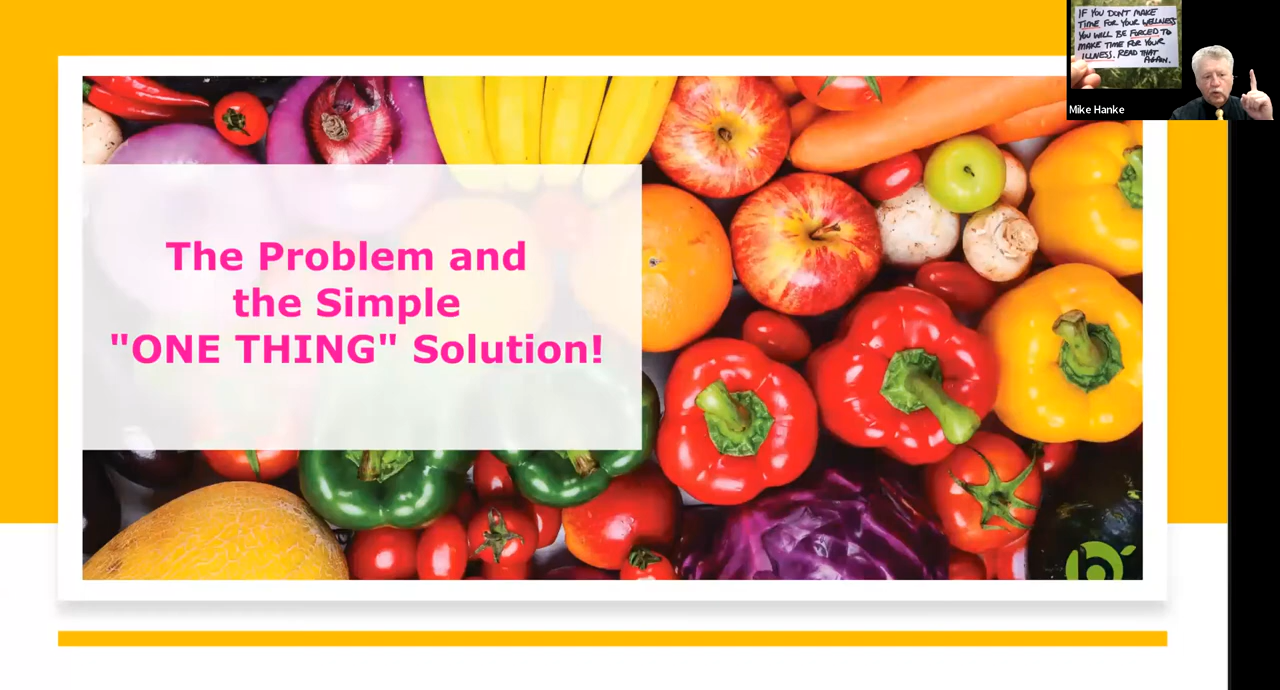 IF YOU DON'T MAKE
TIME FOR YOUR WELLNESS
YOU WILL BE FORCED TO
MAKE TIME FOR YOUR
ILLNESS. READ THAT
AGAIN.
Mike Hanke
The Problem and
the Simple
"ONE THING" Solution!